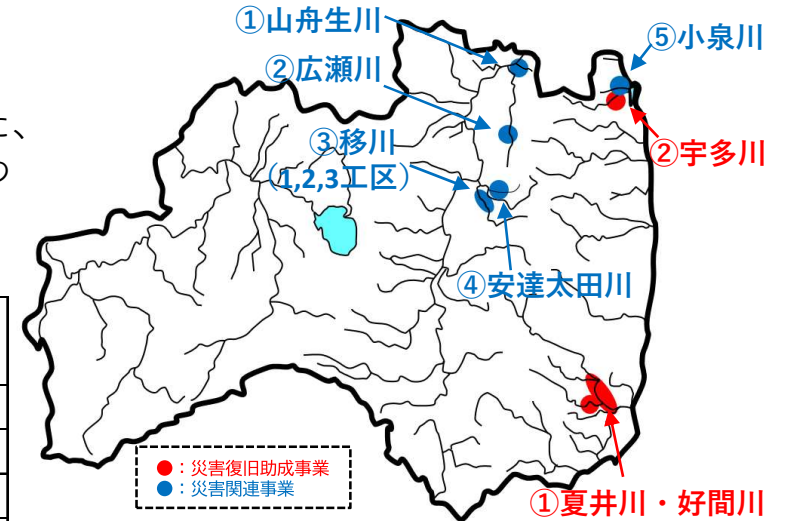 ①山舟生川
⑤小泉川
②広瀬川
に、
③移川
(1,2,3工区)
②宇多川
④安達太田川
●：災害復旧助成事業
●：災害関連事業
①夏井川・好間川